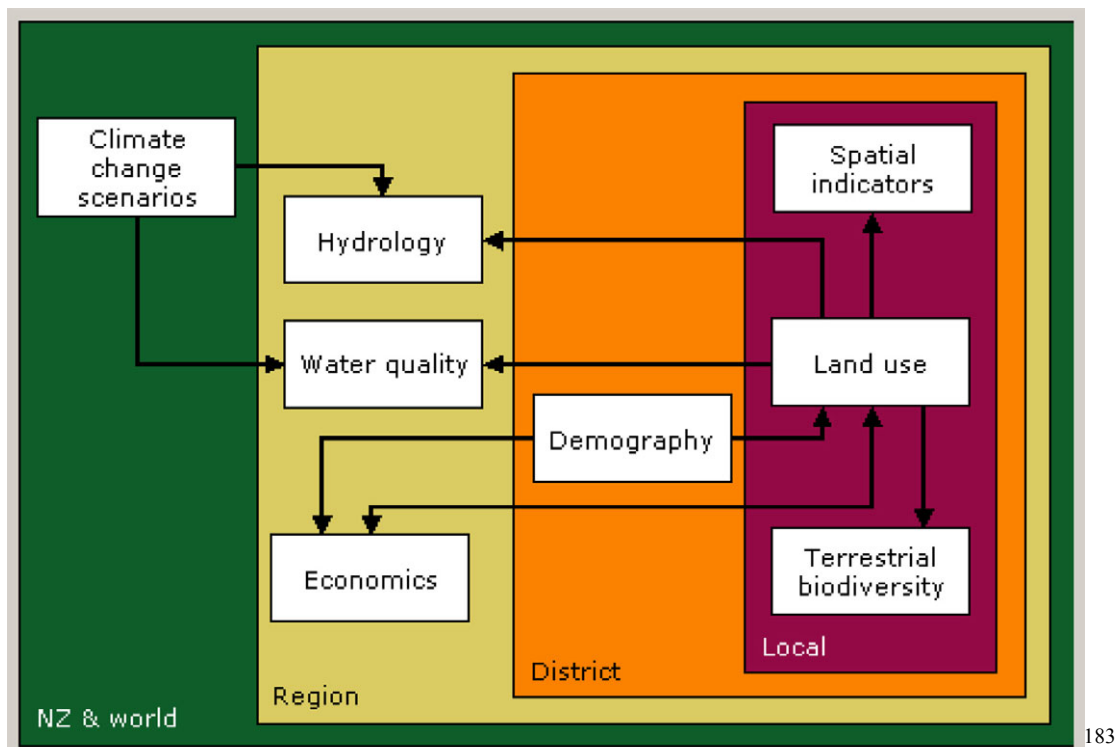 Climate
change
scenarios
Hydrology
Water quality
Economics
Demography
Spatial
indicators
Land use
Terrestrial
biodiversity
Local
District
Region
NZ & world
183